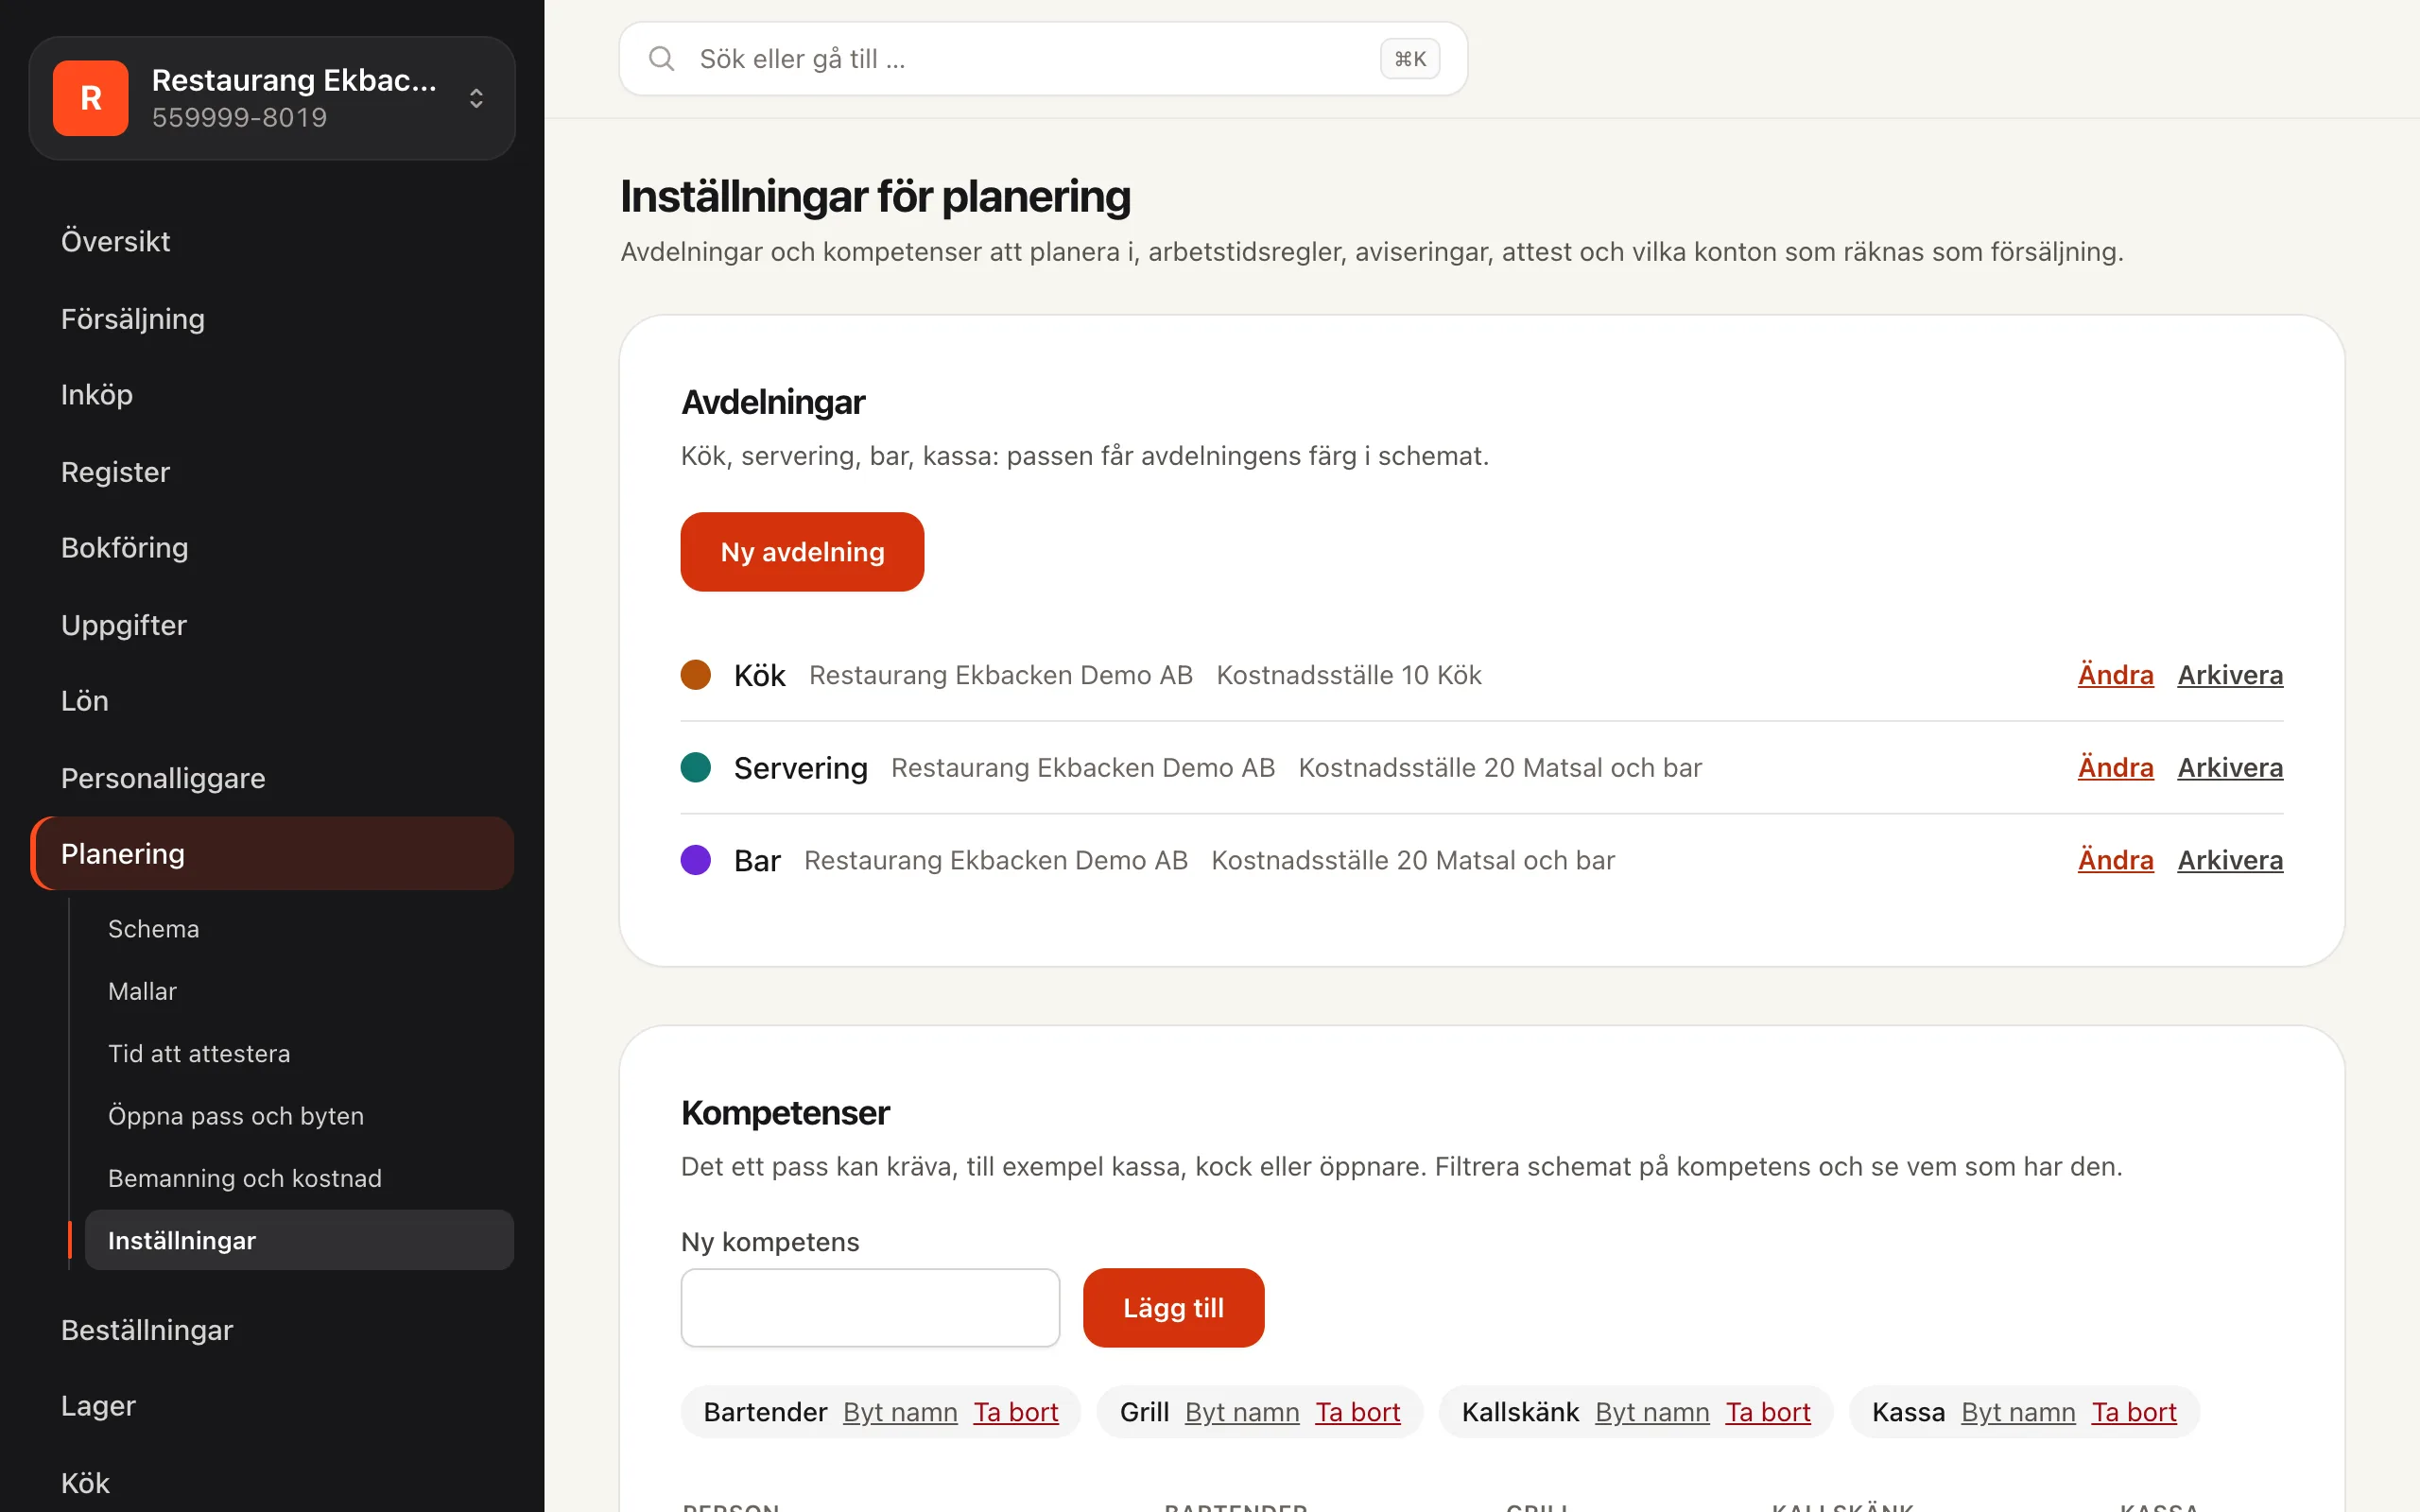 R
Restaurang Ekbac...
559999-8019
Översikt
Försäljning
Inköp
Register
Bokföring
Uppgifter
Lön
Personalliggare
Planering
Schema
Mallar
Tid att attestera
Öppna pass och byten
Bemanning och kostnad
Inställningar
Beställningar
Lager
Kök
Sök eller gå till ... ⌘K
Inställningar för planering
Avdelningar och kompetenser att planera i, arbetstidsregler, aviseringar, attest och vilka konton som räknas som försäljning.
Avdelningar
Kök, servering, bar, kassa: passen får avdelningens färg i schemat.
Ny avdelning
Kök Restaurang Ekbacken Demo AB Kostnadsställe 10 Kök Ändra Arkivera
Servering Restaurang Ekbacken Demo AB Kostnadsställe 20 Matsal och bar Ändra Arkivera
Bar Restaurang Ekbacken Demo AB Kostnadsställe 20 Matsal och bar Ändra Arkivera
Kompetenser
Det ett pass kan kräva, till exempel kassa, kock eller öppnare. Filtrera schemat på kompetens och se vem som har den.
Ny kompetens
Lägg till
Bartender Byt namn Ta bort Grill Byt namn Ta bort Kallskänk Byt namn Ta bort Kassa Byt namn Ta bort
PERSON BARTENDER GRILL KALLSKÄNK KASSA